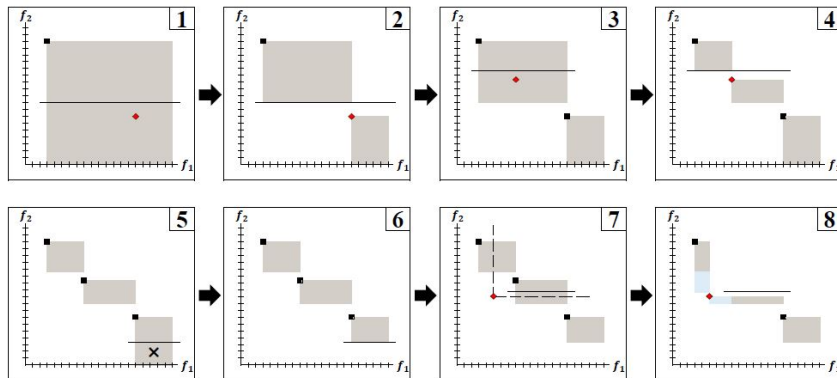 f₂ 1 f₁
f₂ 2 f₁
f₂ 3 f₁
f₂ 4 f₁
f₂ 5 f₁
f₂ 6 f₁
f₂ 7 f₁
f₂ 8 f₁